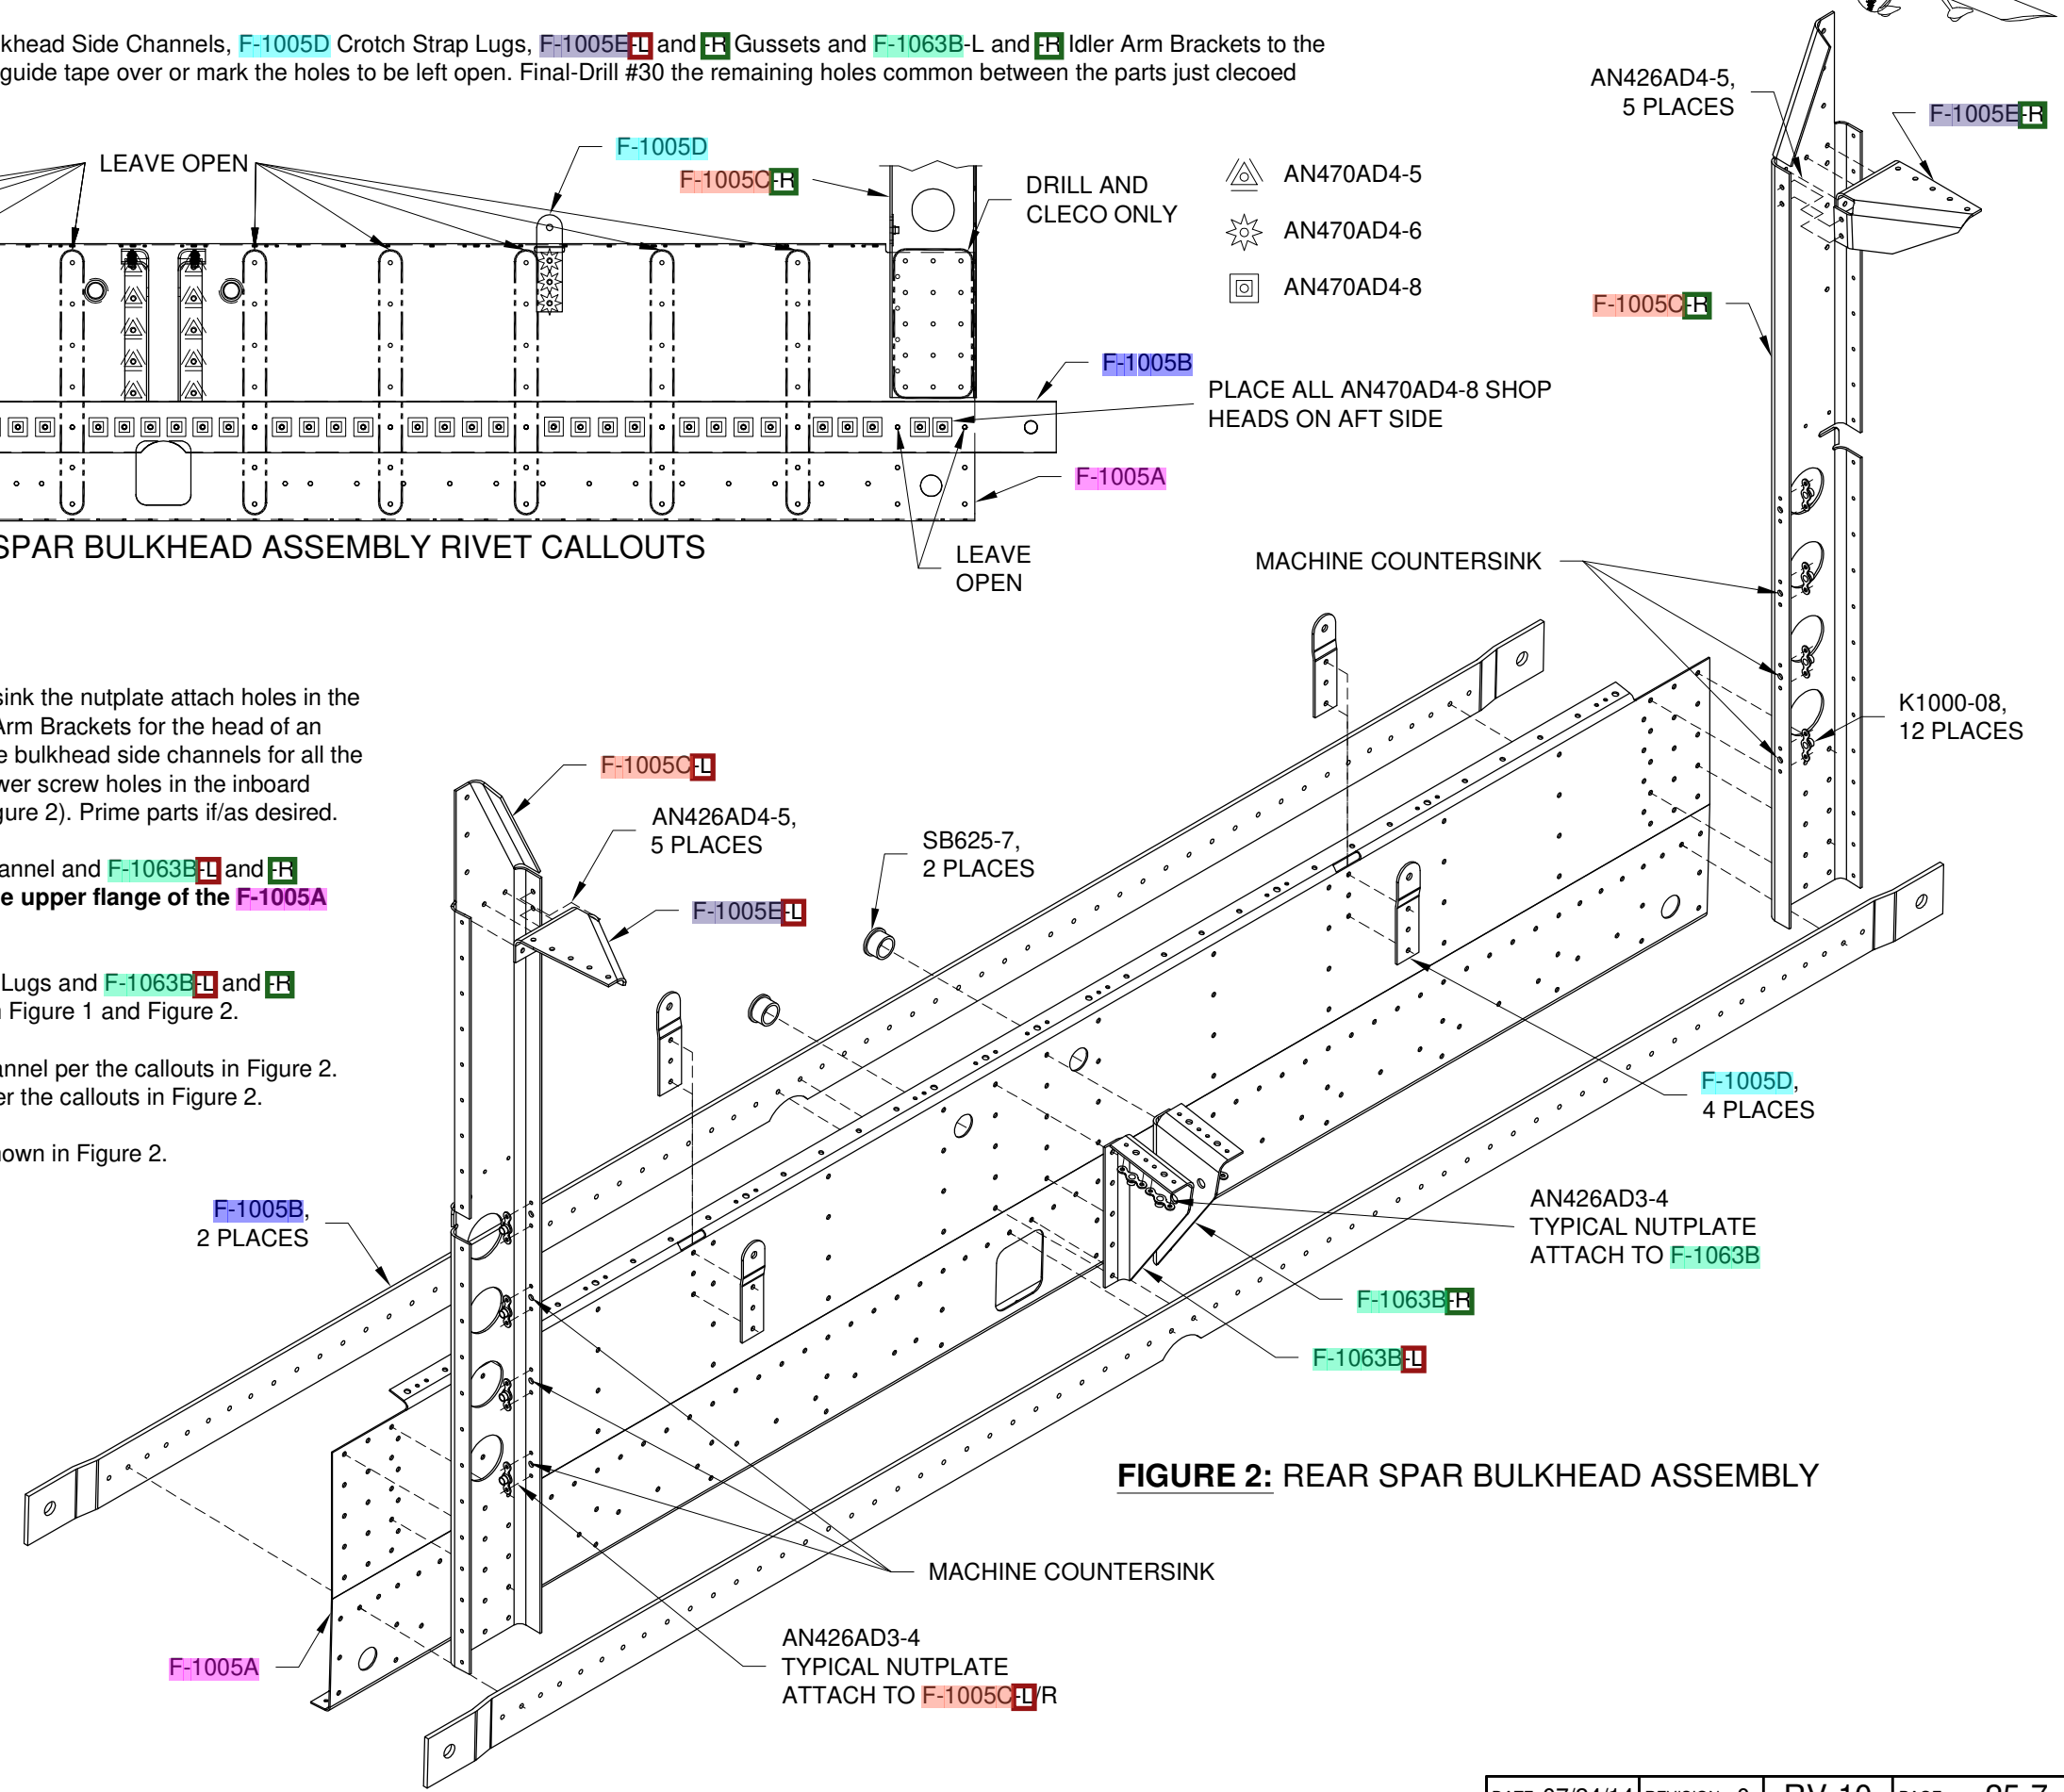 khead Side Channels, F-1005D Crotch Strap Lugs, F-1005E-L and -R Gussets and F-1063B-L and -R Idler Arm Brackets to the
guide tape over or mark the holes to be left open. Final-Drill #30 the remaining holes common between the parts just clecoed
AN426AD4-5,
5 PLACES
F-1005E-R
LEAVE OPEN
F-1005D
F-1005C-R
DRILL AND
CLECO ONLY
AN470AD4-5
AN470AD4-6
AN470AD4-8
F-1005C-R
F-1005B
PLACE ALL AN470AD4-8 SHOP
HEADS ON AFT SIDE
F-1005A
SPAR BULKHEAD ASSEMBLY RIVET CALLOUTS
LEAVE
OPEN
MACHINE COUNTERSINK
sink the nutplate attach holes in the
Arm Brackets for the head of an
e bulkhead side channels for all the
wer screw holes in the inboard
gure 2). Prime parts if/as desired.
K1000-08,
12 PLACES
F-1005C-L
AN426AD4-5,
5 PLACES
SB625-7,
2 PLACES
annel and F-1063B-L and -R
e upper flange of the F-1005A
F-1005E-L
Lugs and F-1063B-L and -R
n Figure 1 and Figure 2.
annel per the callouts in Figure 2.
er the callouts in Figure 2.
F-1005D,
4 PLACES
nown in Figure 2.
F-1005B,
2 PLACES
AN426AD3-4
TYPICAL NUTPLATE
ATTACH TO F-1063B
F-1063B-R
F-1063B-L
FIGURE 2: REAR SPAR BULKHEAD ASSEMBLY
MACHINE COUNTERSINK
F-1005A
AN426AD3-4
TYPICAL NUTPLATE
ATTACH TO F-1005C-L/R